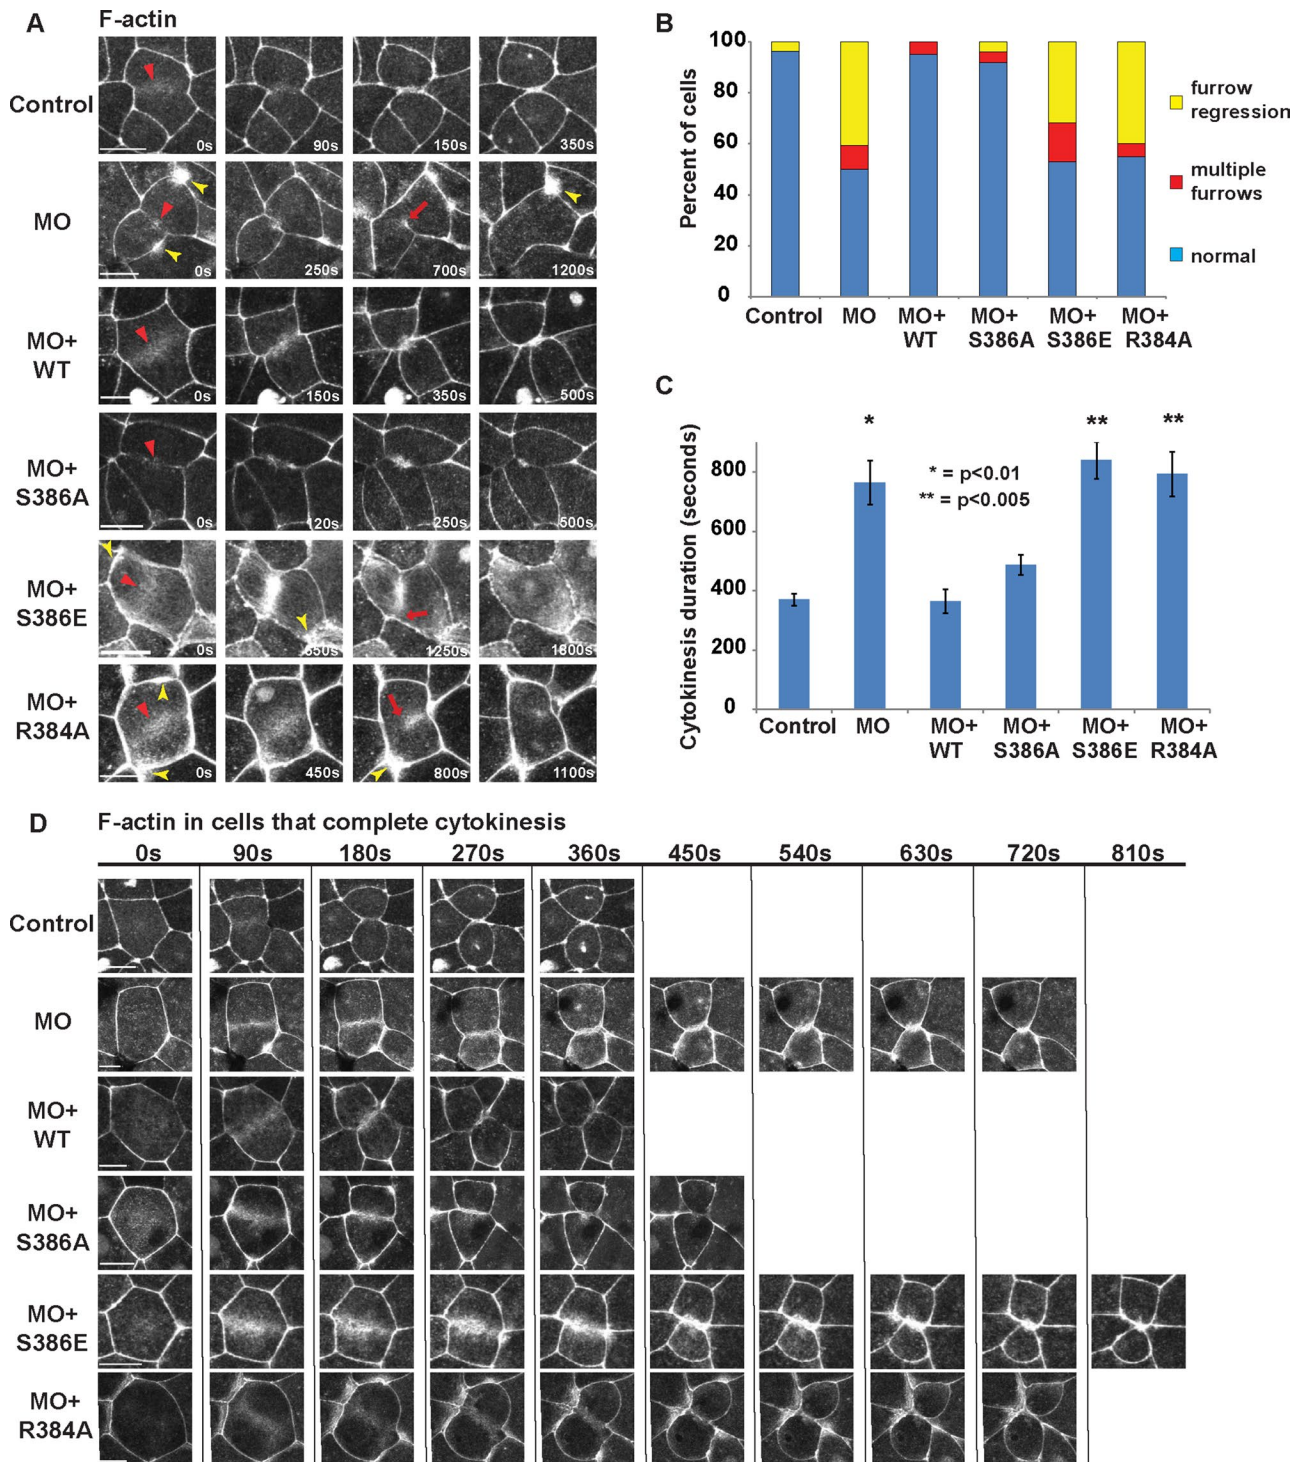 A
F-actin
Control
0s
90s
150s
350s
MO
0s
250s
700s
1200s
MO+
WT
0s
150s
350s
500s
MO+
S386A
0s
120s
250s
500s
MO+
S386E
0s
550s
1250s
1800s
MO+
R384A
0s
450s
800s
1100s
B
Percent of cells
100
80
60
40
20
0
Control
MO
MO+
WT
MO+
S386A
MO+
S386E
MO+
R384A
furrow
regression
multiple
furrows
normal
C
Cytokinesis duration (seconds)
800
600
400
200
0
*
**
**
* = p<0.01
** = p<0.005
Control
MO
MO+
WT
MO+
S386A
MO+
S386E
MO+
R384A
D
F-actin in cells that complete cytokinesis
0s 90s 180s 270s 360s 450s 540s 630s 720s 810s
Control
MO
MO+
WT
MO+
S386A
MO+
S386E
MO+
R384A